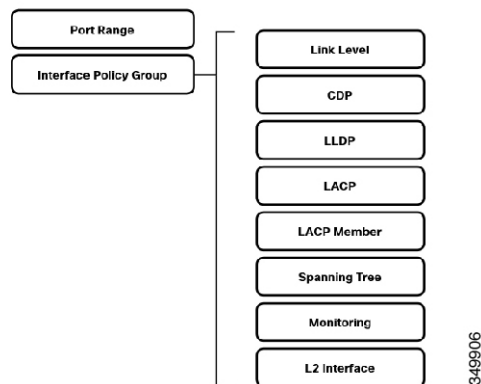 Port Range
Interface Policy Group
Link Level
CDP
LLDP
LACP
LACP Member
Spanning Tree
Monitoring
L2 Interface
349906